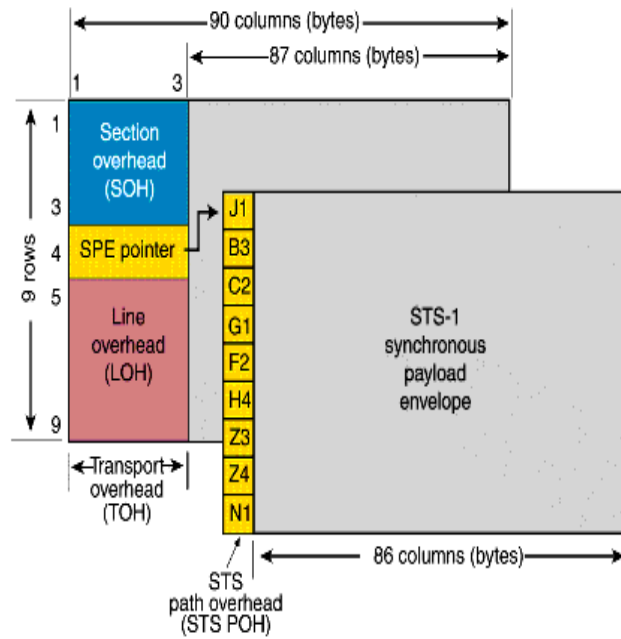 90 columns (bytes)
87 columns (bytes)
1
3
1
Section
overhead
(SOH)
3
4
SPE pointer
9 rows
5
Line
overhead
(LOH)
9
Transport
overhead
(TOH)
J1
B3
C2
G1
F2
H4
Z3
Z4
N1
STS-1
synchronous
payload
envelope
86 columns (bytes)
STS
path overhead
(STS POH)